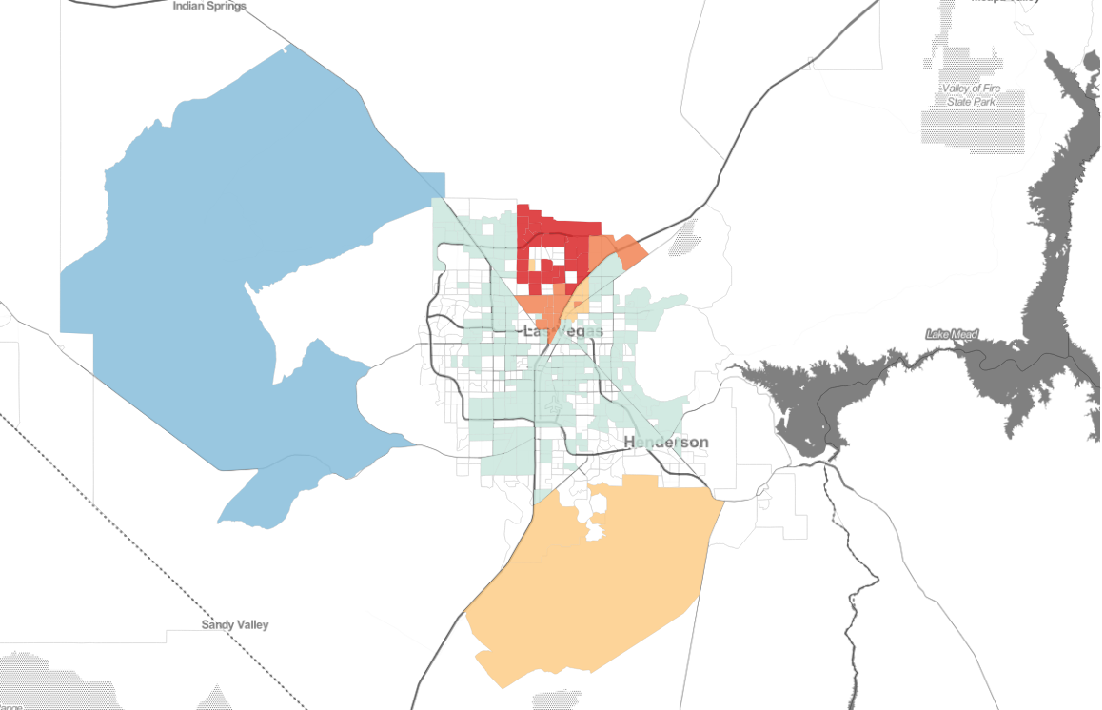 Indian Springs
Valley of Fire
State Park
Las Vegas
Lake Mead
Henderson
Sandy Valley